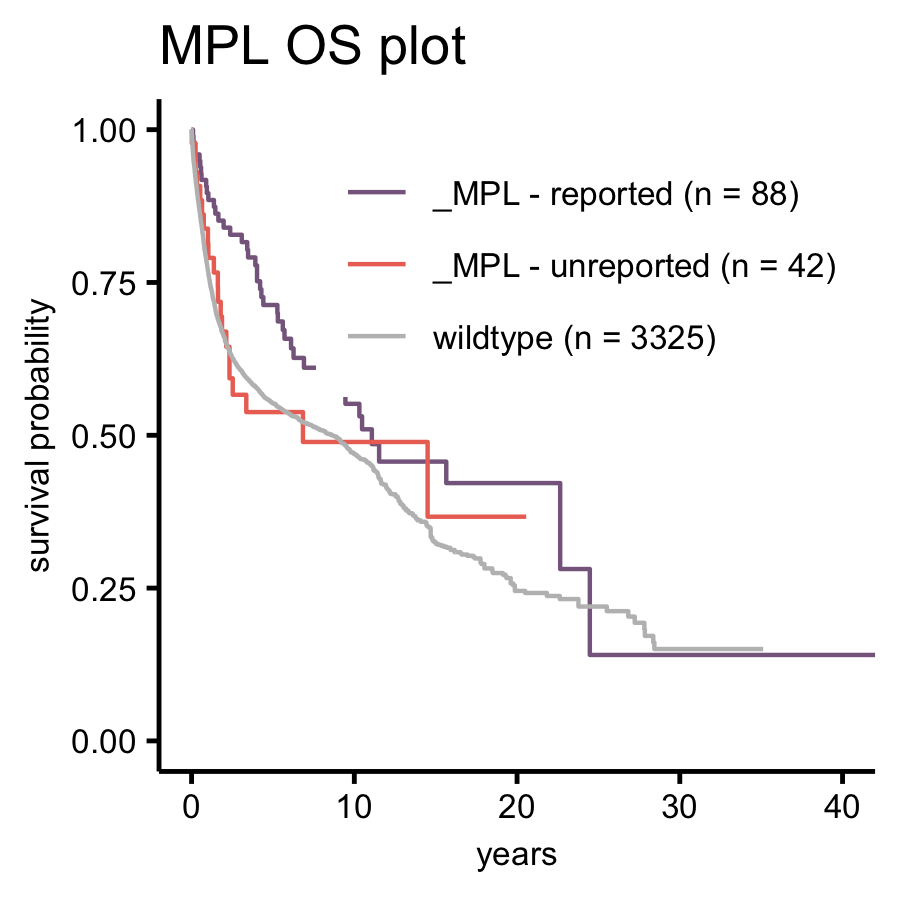 MPL OS plot
1.00
_MPL - reported (n = 88)
_MPL - unreported (n = 42)
0.75
wildtype (n = 3325)
survival probability
0.50
0.25
0.00
0 10 20 30 40
years